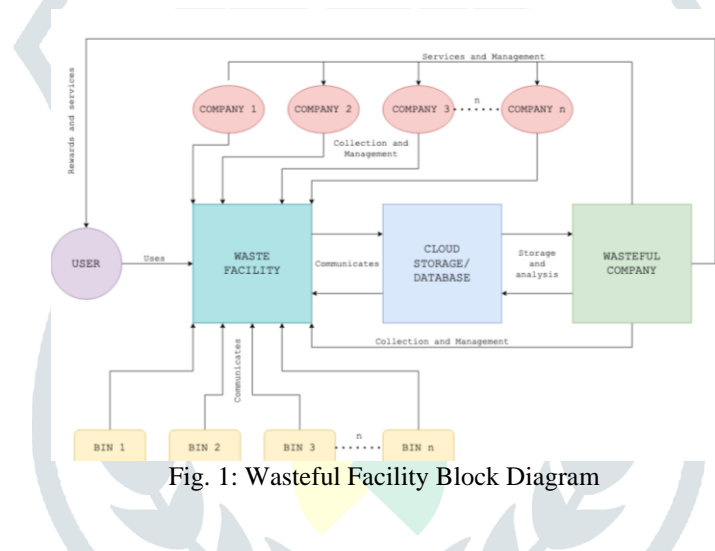 Services and Management
Rewards and services
COMPANY 1
COMPANY 2
COMPANY 3
n
COMPANY n
Collection and
Management
USER
Uses
WASTE
FACILITY
Communicates
CLOUD
STORAGE/
DATABASE
Storage
and
analysis
WASTEFUL
COMPANY
Collection and Management
Communicates
BIN 1
BIN 2
BIN 3
n
BIN n
Fig. 1: Wasteful Facility Block Diagram